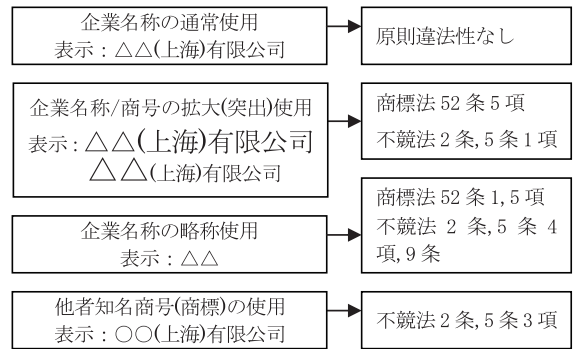 企業名称の通常使用
表示：△△(上海)有限公司
原則違法性なし
企業名称/商号の拡大(突出)使用
表示：△△(上海)有限公司
△△(上海)有限公司
商標法 52 条 5 項
不競法 2 条, 5 条 1 項
企業名称の略称使用
表示：△△
商標法 52 条 1, 5 項
不競法 2 条, 5 条 4
項, 9 条
他者知名商号(商標)の使用
表示：○○(上海)有限公司
不競法 2 条, 5 条 3 項